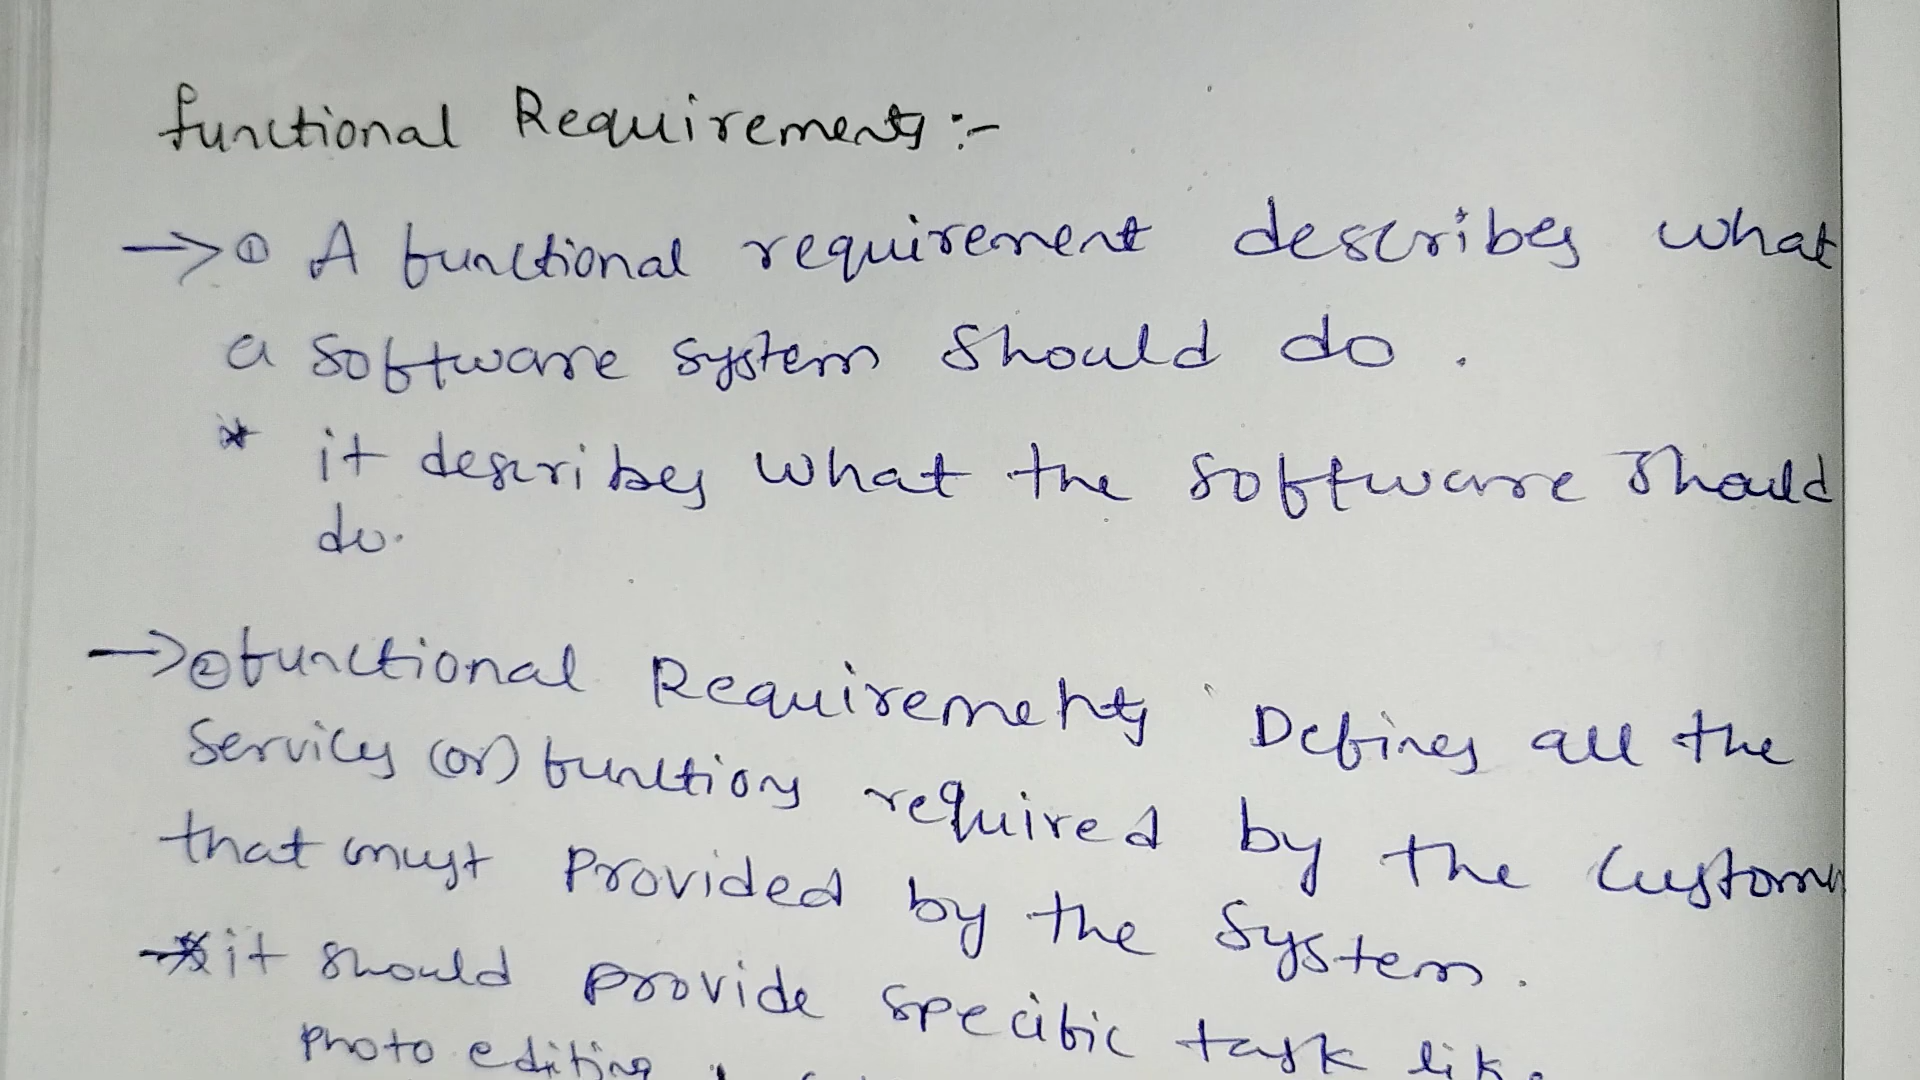 functional Requirements :-
→ ① A functional requirement describes what
a software system should do .
* it describes what the software should
do.
→ ② functional Requirements Defines all the
Services (or) functions required by the Custom
that must Provided by the System .
→ * it should provide specific task like
Photo editing